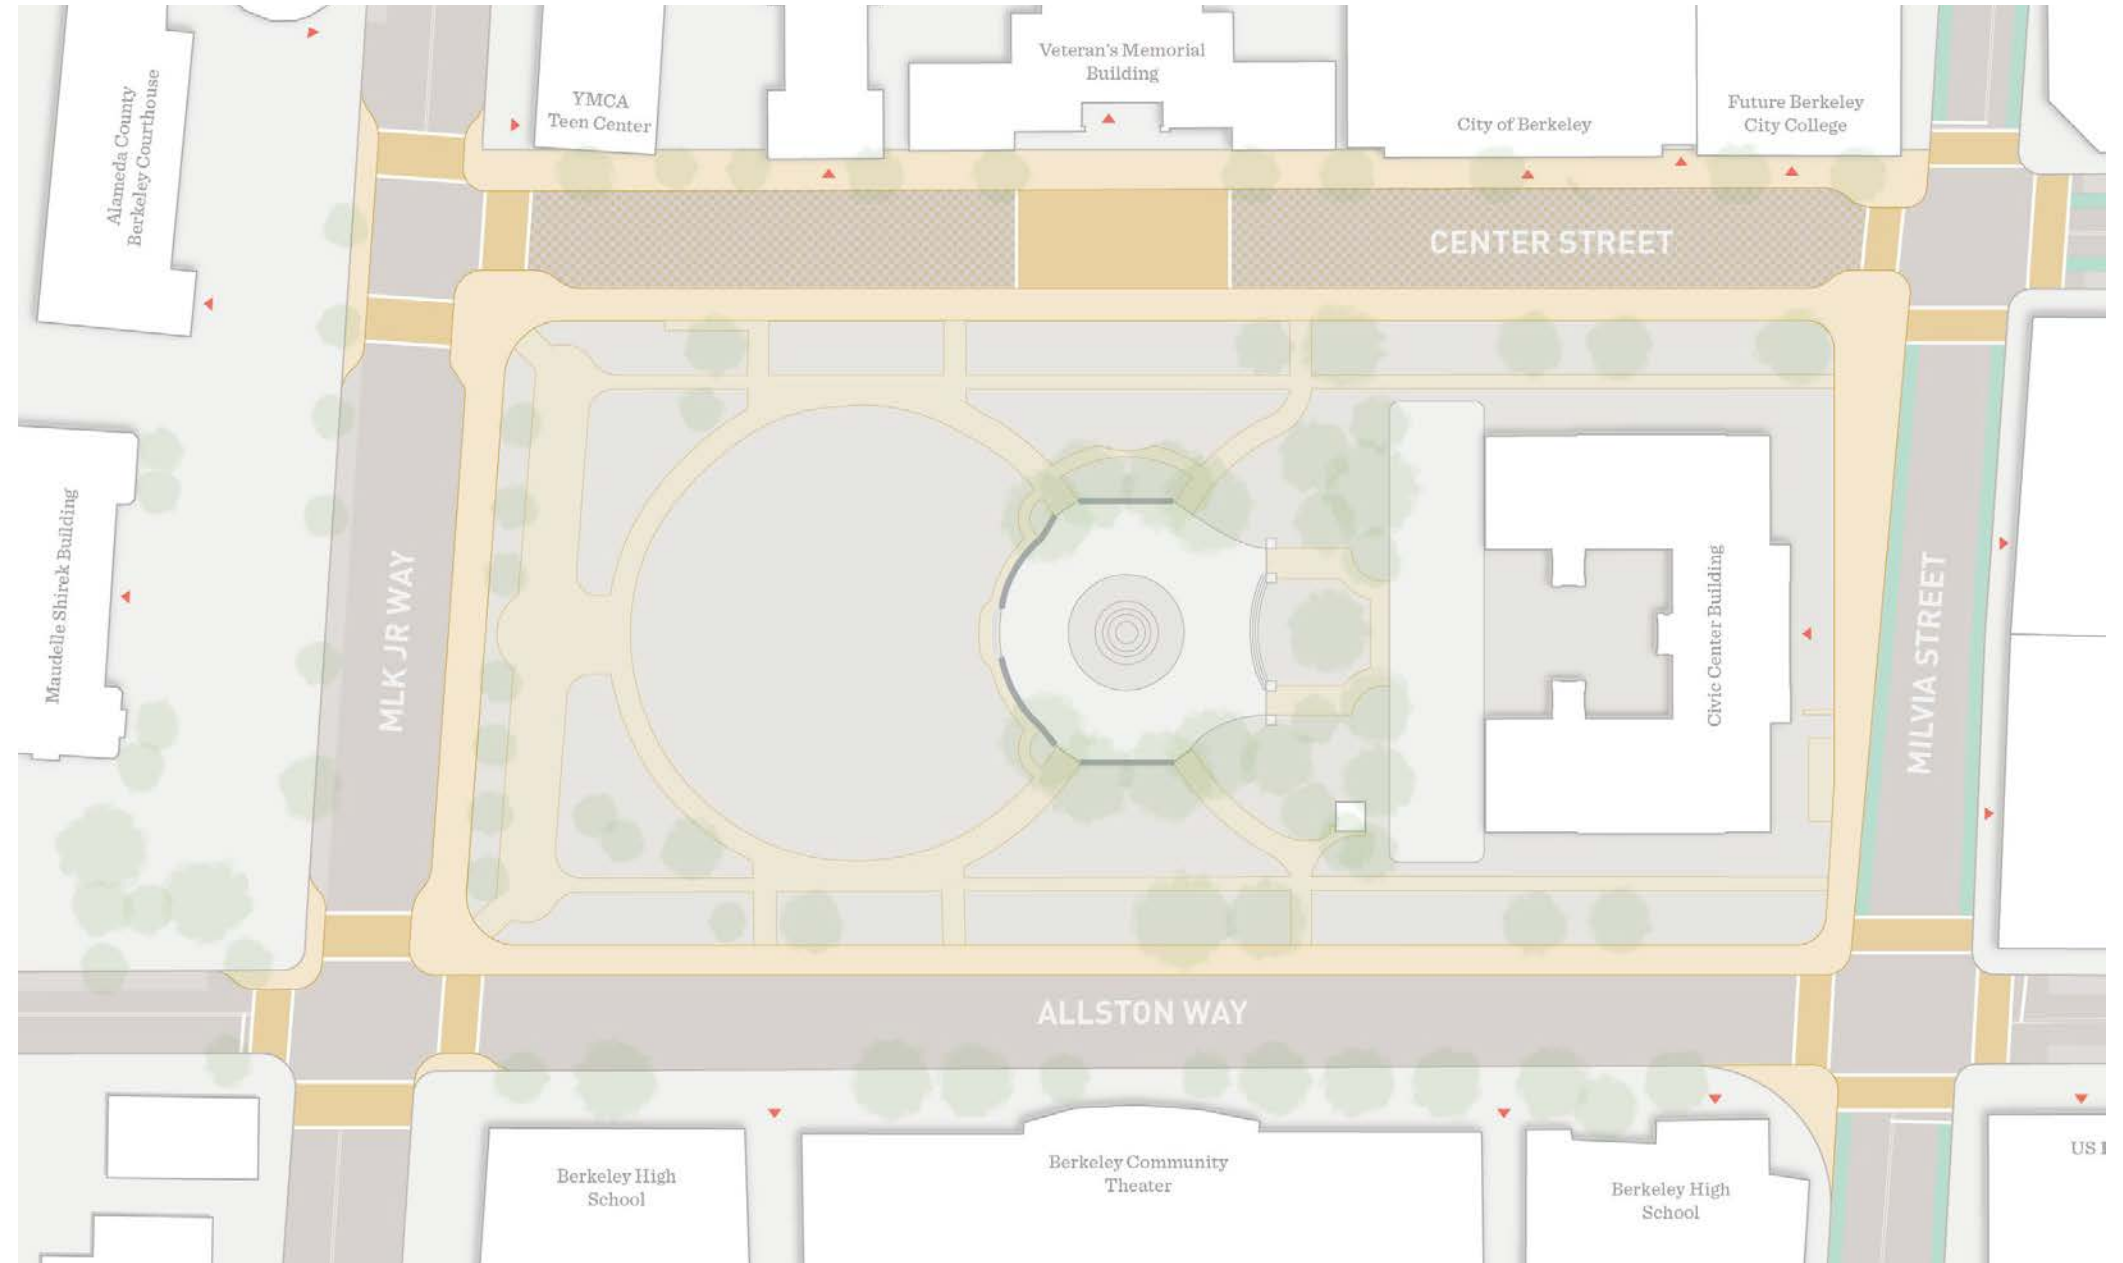 Veteran's Memorial
Building
Alameda County
Berkeley Courthouse
YMCA
Teen Center
City of Berkeley
Future Berkeley
City College
CENTER STREET
Maudelle Shirek Building
MLK JR WAY
Civic Center Building
MILVIA STREET
ALLSTON WAY
Berkeley High
School
Berkeley Community
Theater
Berkeley High
School
US